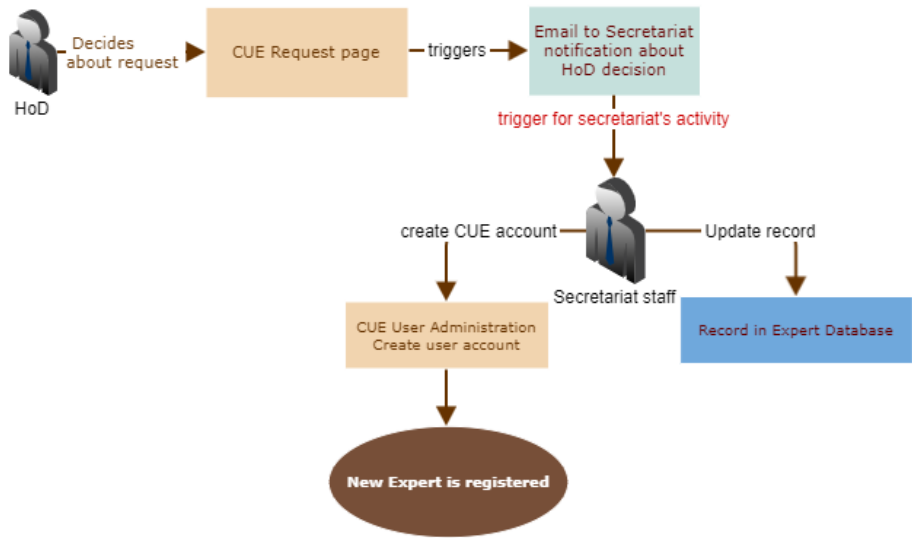 Decides
about request
HoD
CUE Request page
triggers
Email to Secretariat
notification about
HoD decision
trigger for secretariat's activity
create CUE account
Update record
Secretariat staff
CUE User Administration
Create user account
Record in Expert Database
New Expert is registered